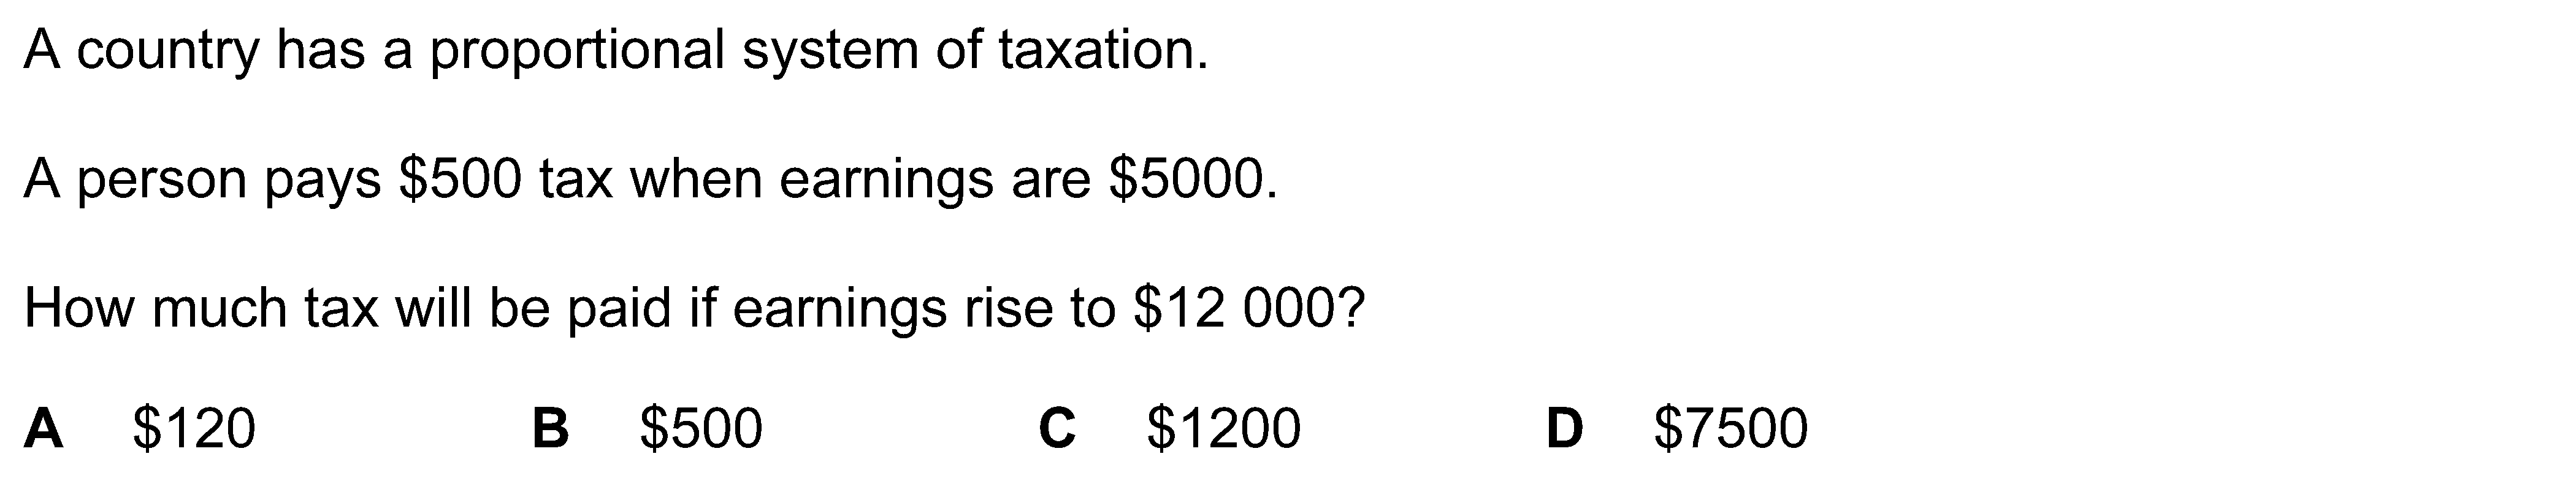 A country has a proportional system of taxation.
A person pays $500 tax when earnings are $5000.
How much tax will be paid if earnings rise to $12 000?
A $120 B $500 C $1200 D $7500